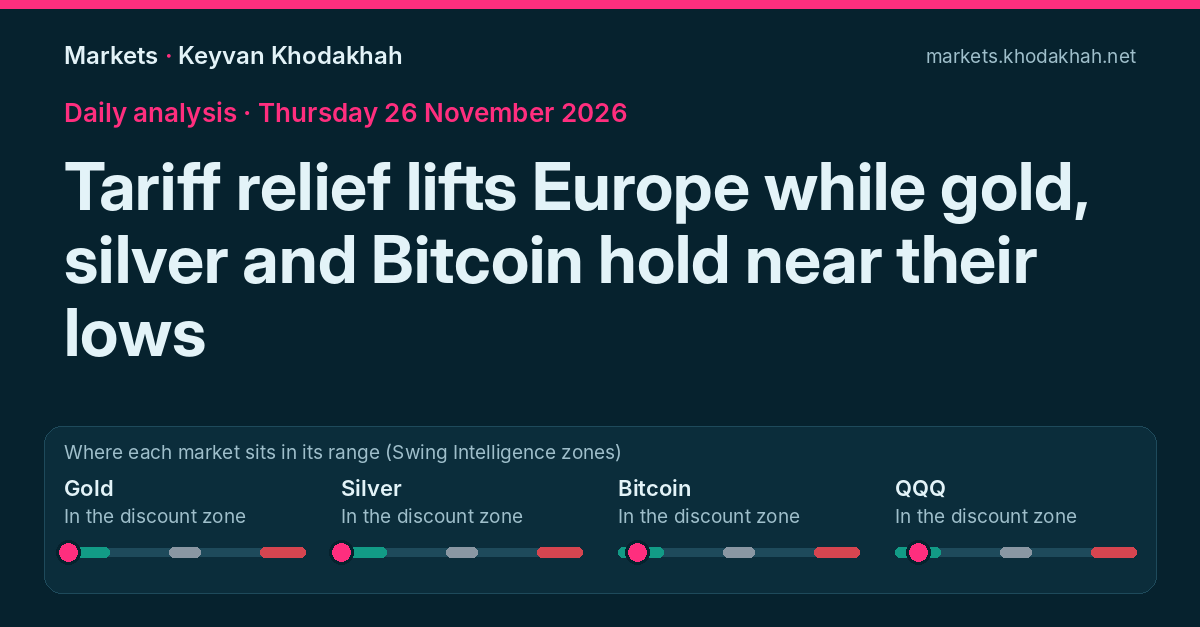 Markets · Keyvan Khodakhah
markets.khodakhah.net
Daily analysis · Thursday 26 November 2026
Tariff relief lifts Europe while gold,
silver and Bitcoin hold near their
lows
Where each market sits in its range (Swing Intelligence zones)
Gold
In the discount zone
Silver
In the discount zone
Bitcoin
In the discount zone
QQQ
In the discount zone